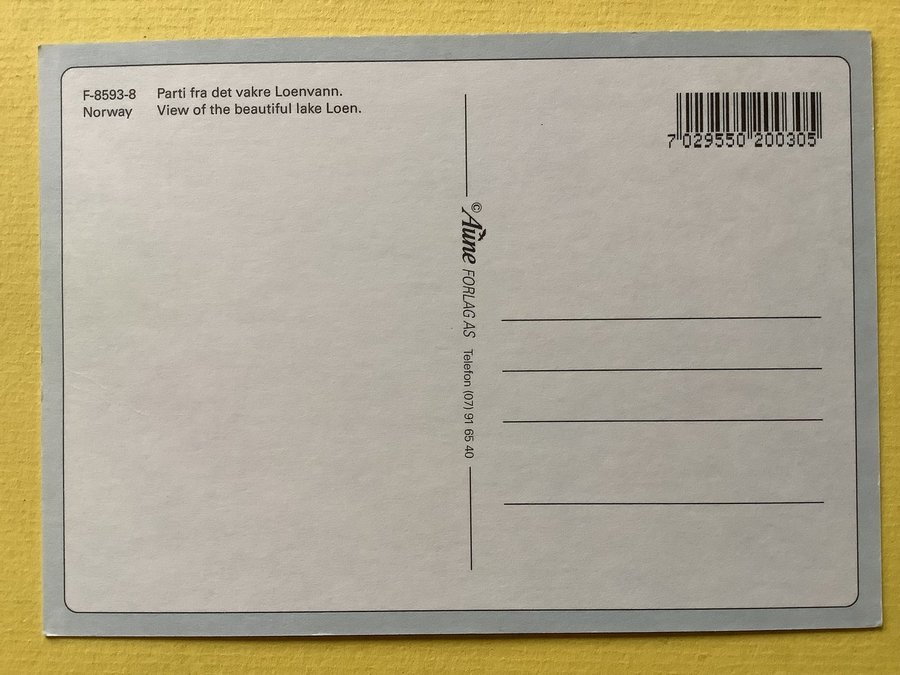 F-8593-8 Parti fra det vakre Loenvann.
Norway View of the beautiful lake Loen.
© Aune FORLAG AS Telefon (07) 91 65 40
7 029550 200305